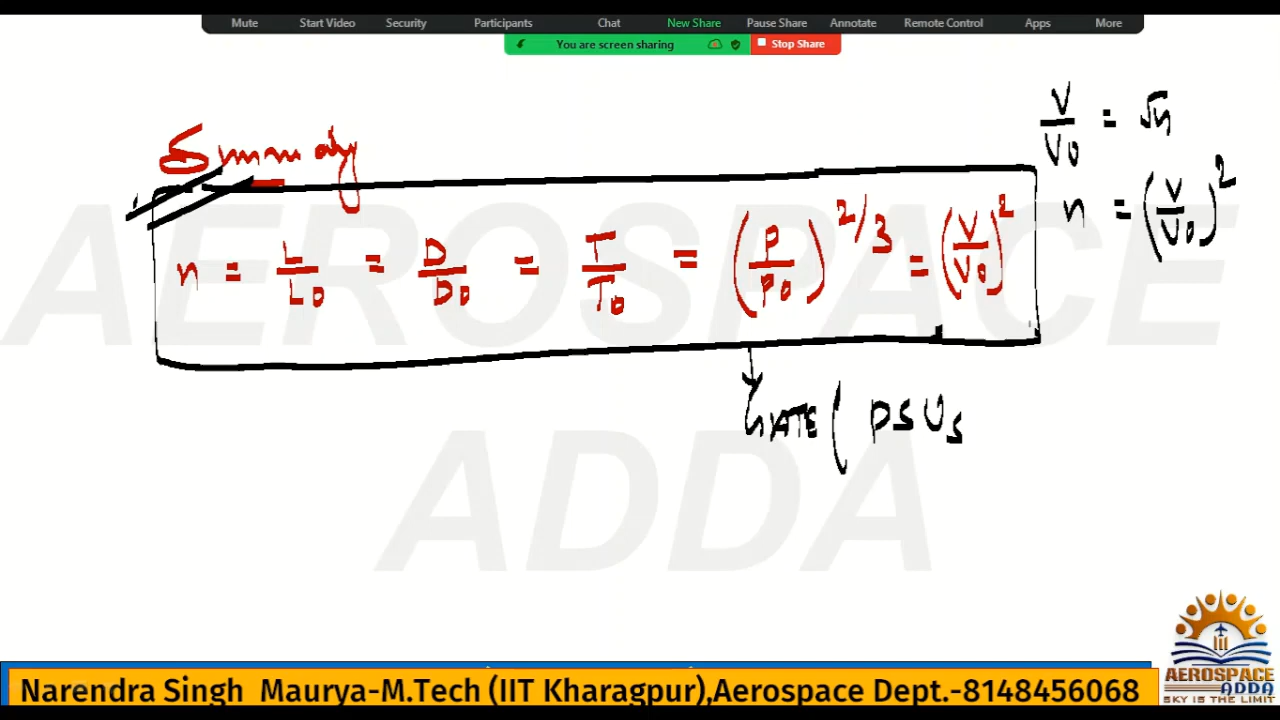 Mute Start Video Security Participants Chat New Share Pause Share Annotate Remote Control Apps More
You are screen sharing Stop Share
V/V0 = √n
Summary
n = (V/V0)^2
n = L/L0 = D/D0 = T/T0 = (P/P0)^2/3 = (V/V0)^2
GATE( PSUs
AEROSPACE
ADDA
Narendra Singh Maurya-M.Tech (IIT Kharagpur),Aerospace Dept.-8148456068
AEROSPACE
ADDA
SKY IS THE LIMIT